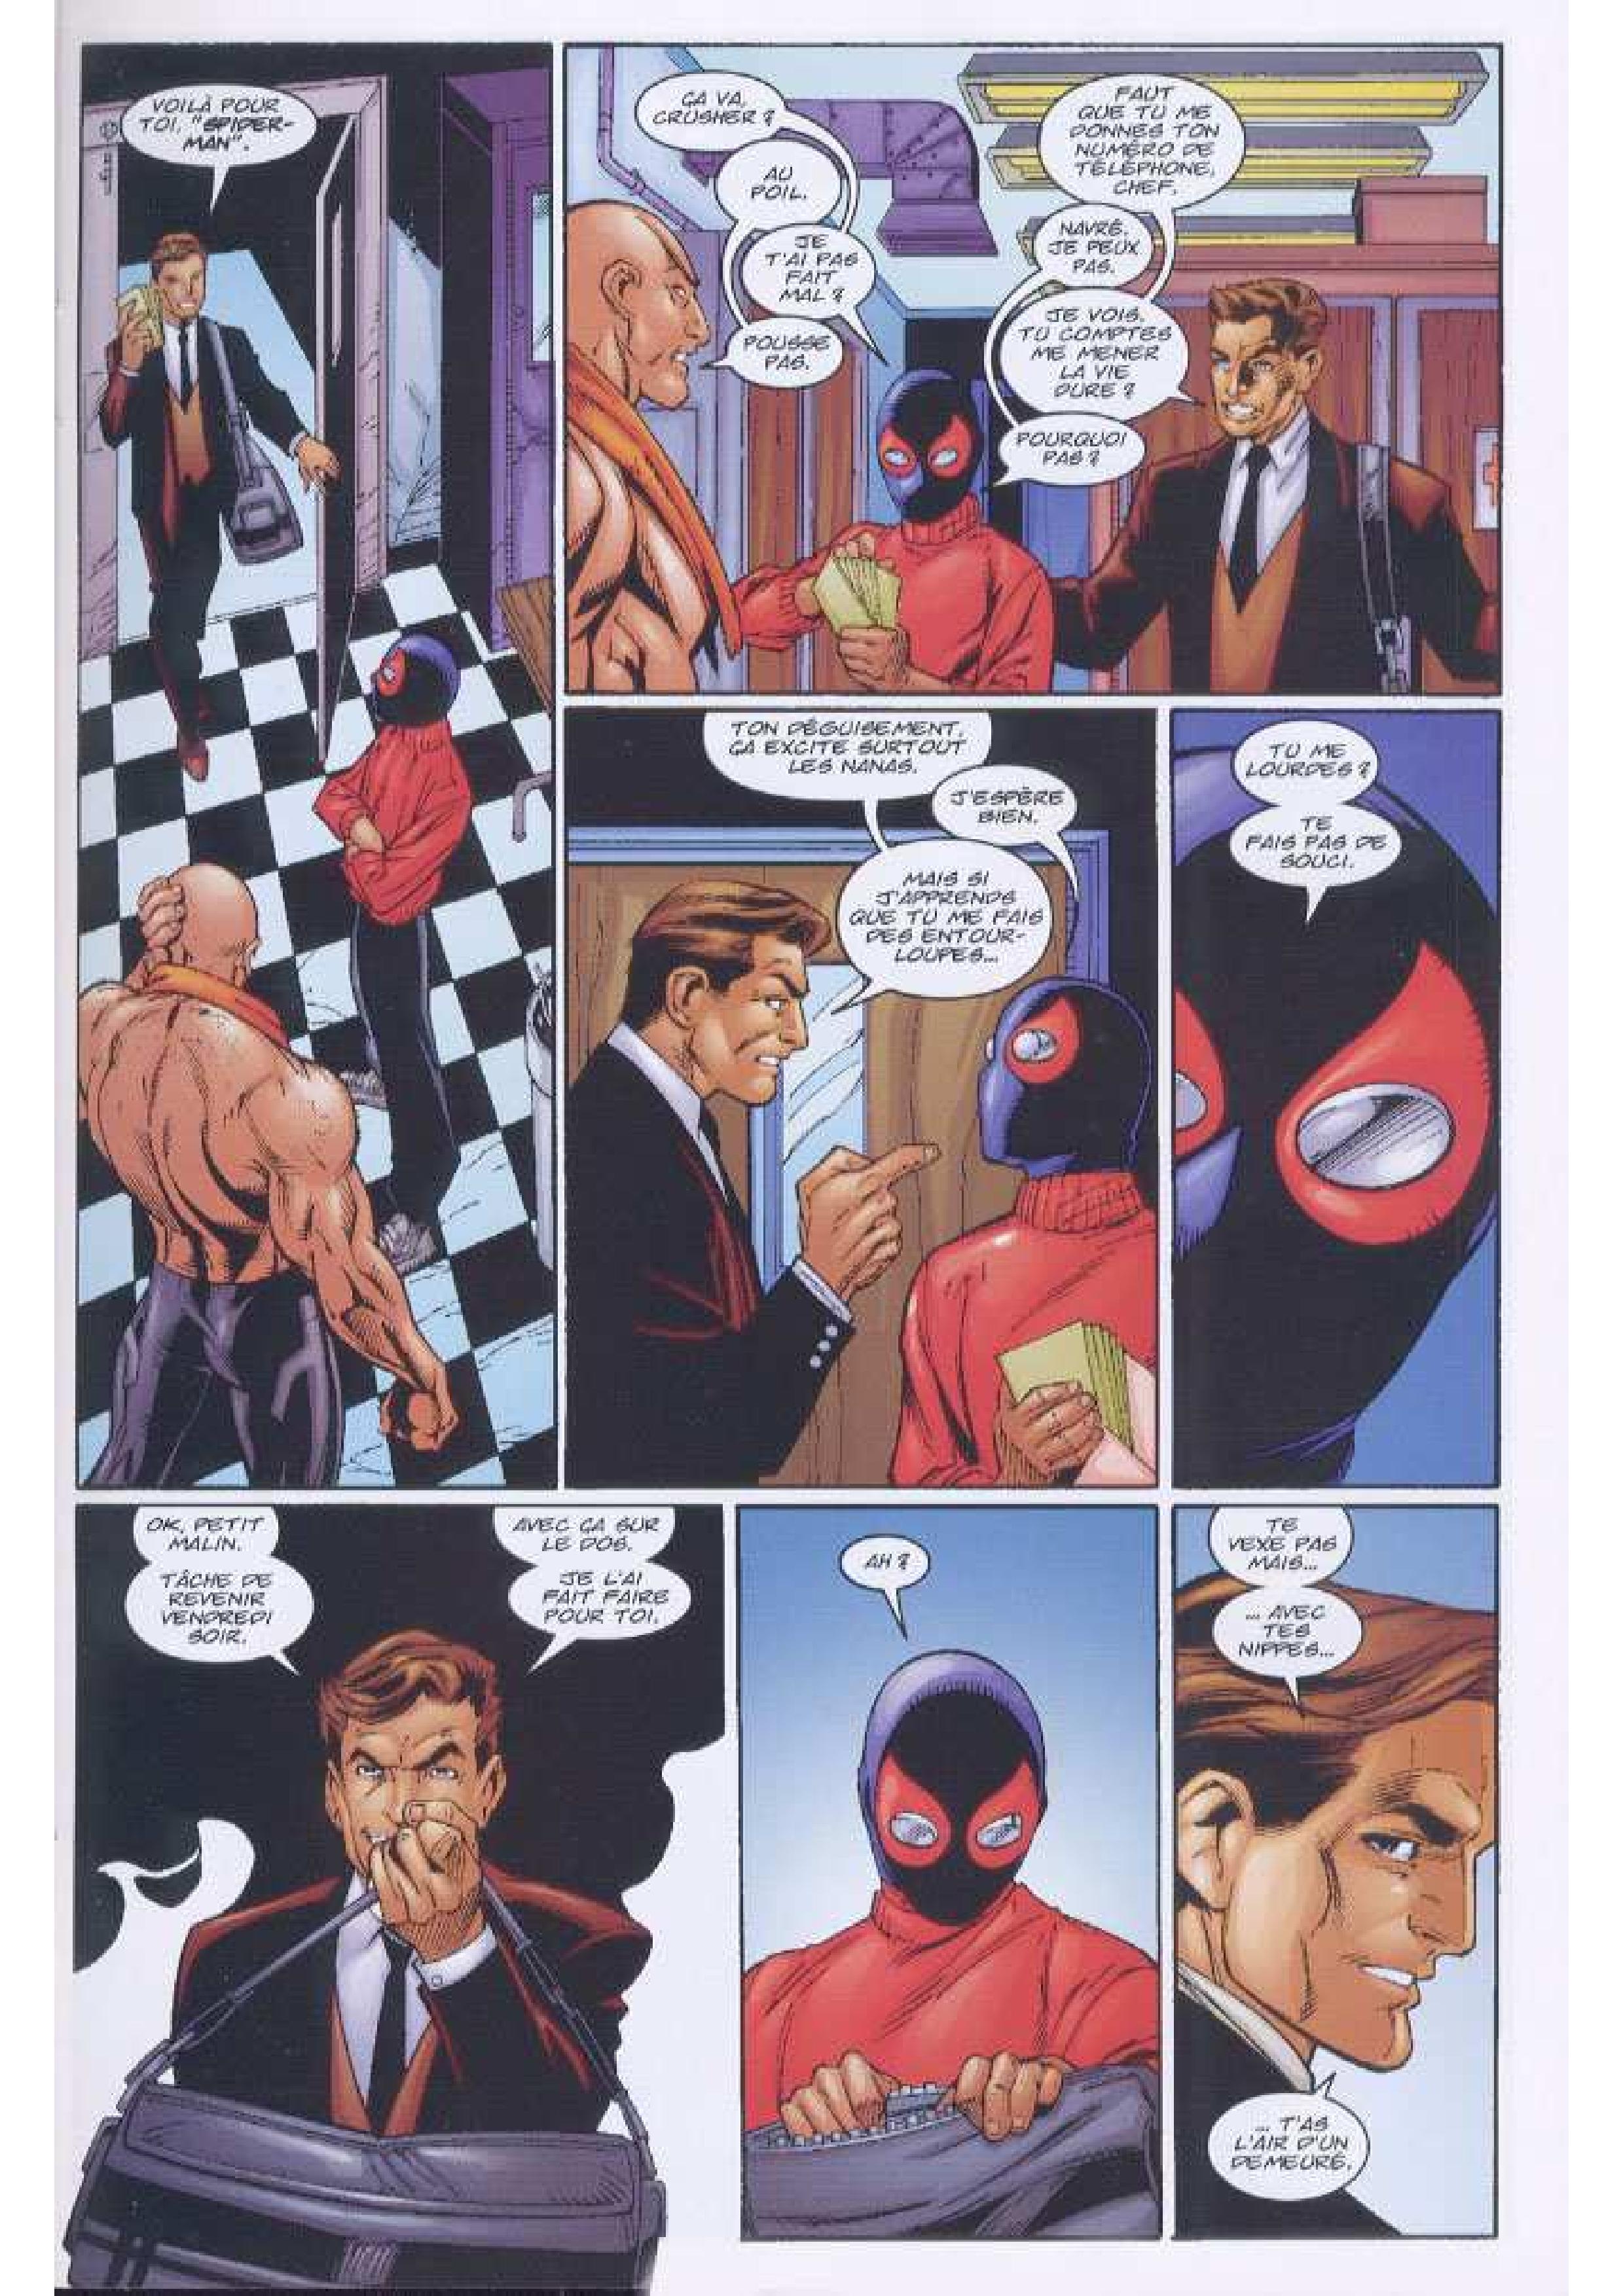 VOILÀ POUR
TOI, "SPIDER-
MAN".
ÇA VA,
CRUSHER ?
AU
POIL.
JE
T'AI PAS
FAIT
MAL ?
POUSSE
PAS.
FAUT
QUE TU ME
DONNES TON
NUMÉRO DE
TÉLÉPHONE,
CHEF.
NAVRÉ.
JE PEUX
PAS.
JE VOIS.
TU COMPTES
ME MENER
LA VIE
DURE ?
POURQUOI
PAS ?
TON DÉGUISEMENT,
ÇA EXCITE SURTOUT
LES NANAS.
J'ESPÈRE
BIEN.
MAIS SI
J'APPRENDS
QUE TU ME FAIS
DES ENTOUR-
LOUPES...
TU ME
LOURDES ?
TE
FAIS PAS DE
SOUCI.
OK, PETIT
MALIN.
TÂCHE DE
REVENIR
VENDREDI
SOIR.
AVEC ÇA SUR
LE DOS.
JE L'AI
FAIT FAIRE
POUR TOI.
AH ?
TE
VEXE PAS
MAIS...
... AVEC
TES
NIPPES...
... T'AS
L'AIR D'UN
DEMEURÉ.